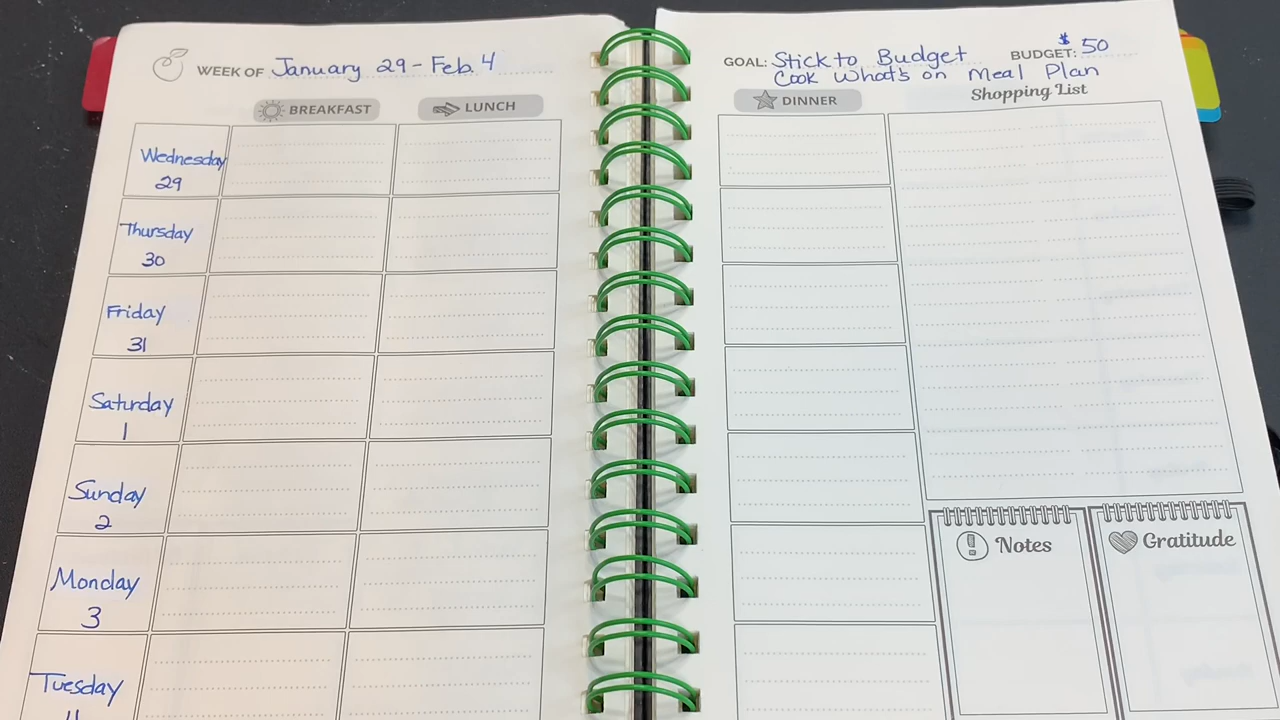 WEEK OF January 29 - Feb. 4
BREAKFAST LUNCH
Wednesday
29
Thursday
30
Friday
31
Saturday
1
Sunday
2
Monday
3
Tuesday
4
GOAL: Stick to Budget BUDGET: $50
Cook What's on Meal Plan
DINNER Shopping List
Notes Gratitude